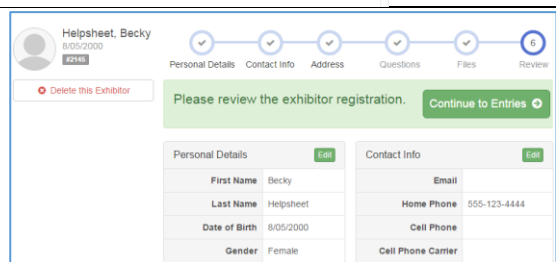 Helpsheet, Becky
8/05/2000
#2145
Delete this Exhibitor
6
Personal Details Contact Info Address Questions Files Review
Please review the exhibitor registration.
Continue to Entries
Personal Details Edit
First Name Becky
Last Name Helpsheet
Date of Birth 8/05/2000
Gender Female
Contact Info Edit
Email
Home Phone 555-123-4444
Cell Phone
Cell Phone Carrier